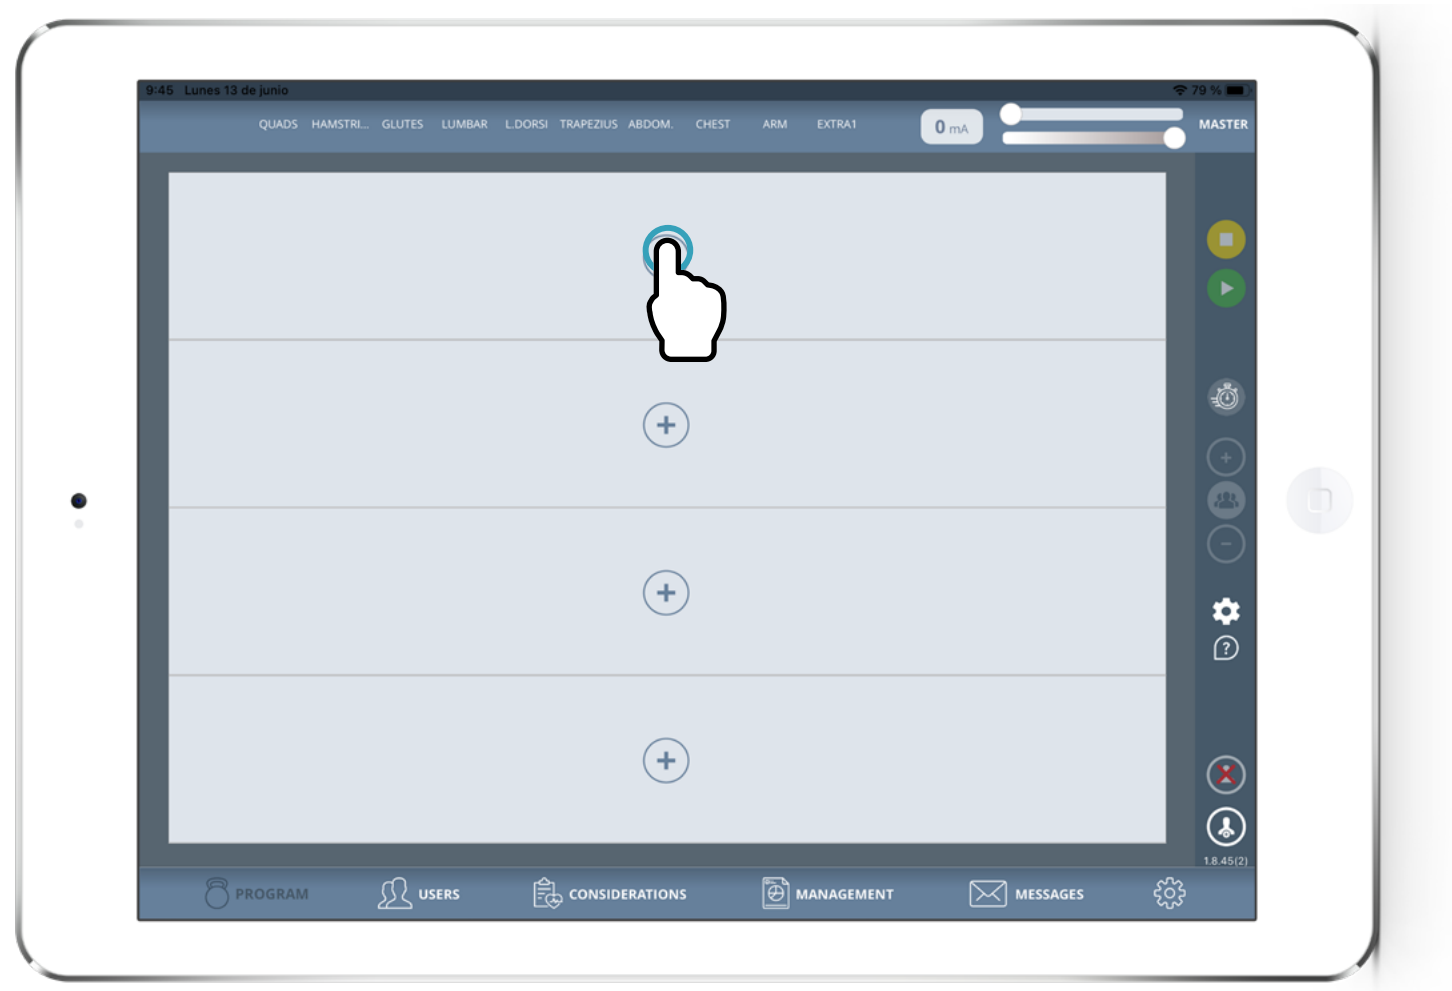 9:45 Lunes 13 de junio 79 %
QUADS HAMSTRI... GLUTES LUMBAR L.DORSI TRAPEZIUS ABDOM. CHEST ARM EXTRA1 0 mA MASTER
1.8.45(2)
PROGRAM USERS CONSIDERATIONS MANAGEMENT MESSAGES